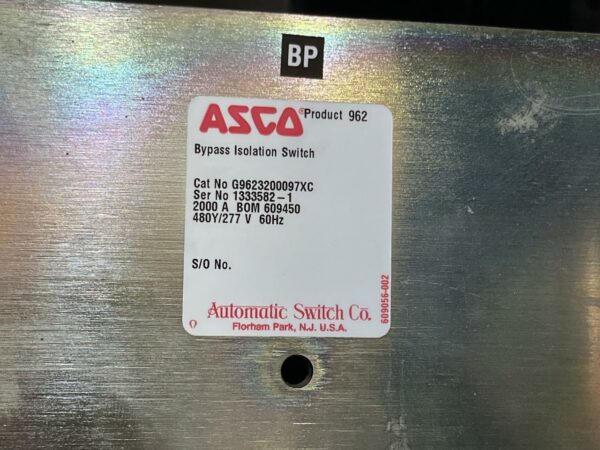 BP
ASCO® Product 962
Bypass Isolation Switch
Cat No G9623200097XC
Ser No 1333582-1
2000 A BOM 609450
480Y/277 V 60Hz
S/O No.
Automatic Switch Co.
Florham Park, N.J. U.S.A.
609056-002